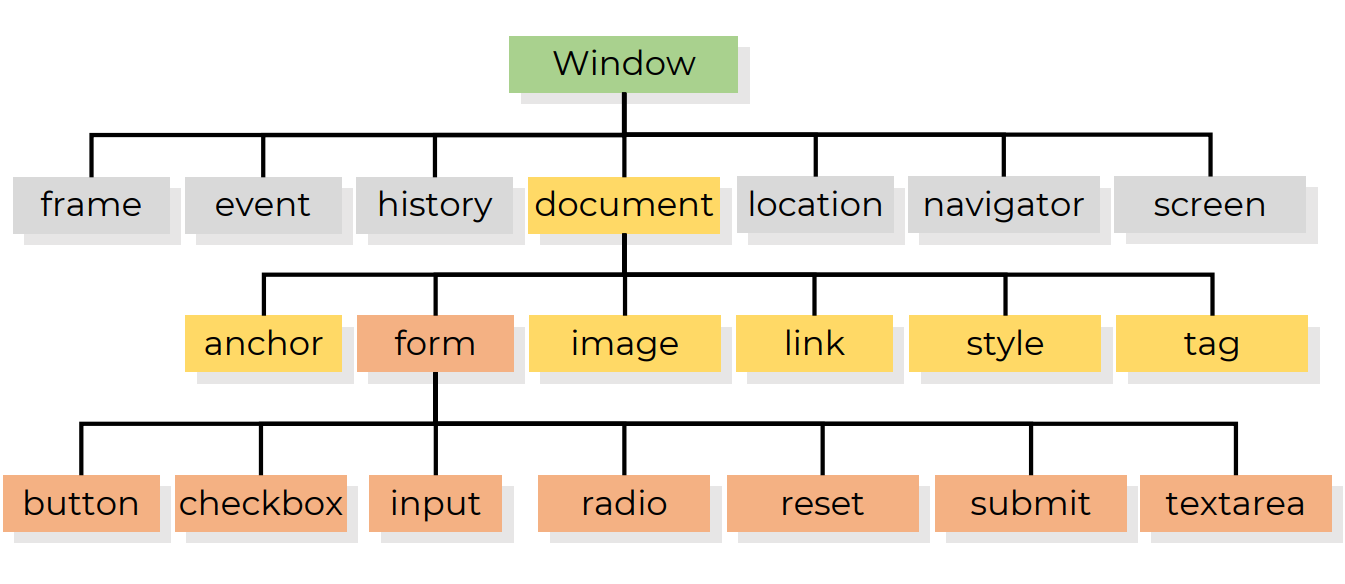 Window
frame
event
history
document
location
navigator
screen
anchor
form
image
link
style
tag
button
checkbox
input
radio
reset
submit
textarea